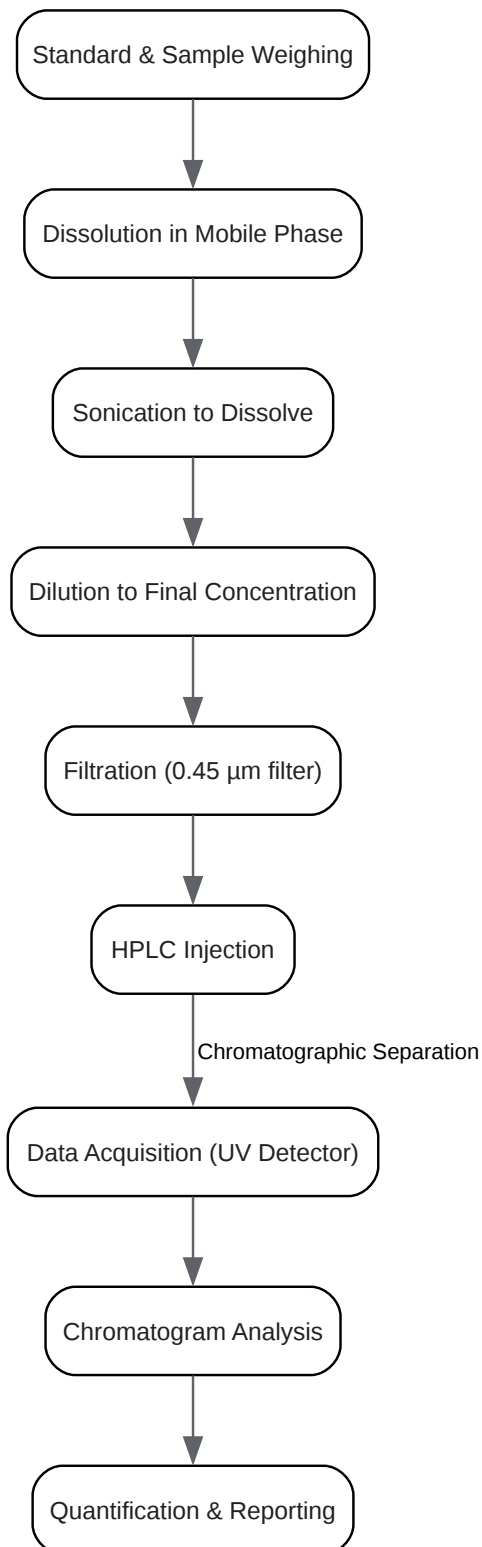 Standard & Sample Weighing
Dissolution in Mobile Phase
Sonication to Dissolve
Dilution to Final Concentration
Filtration (0.45 µm filter)
HPLC Injection
Chromatographic Separation
Data Acquisition (UV Detector)
Chromatogram Analysis
Quantification & Reporting